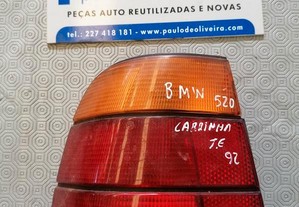 PEÇAS AUTO REUTILIZADAS E NOVAS
tel.: 227 418 181 - www.paulodeoliveira.com
BMW 520
CARRINHA
T.E
92